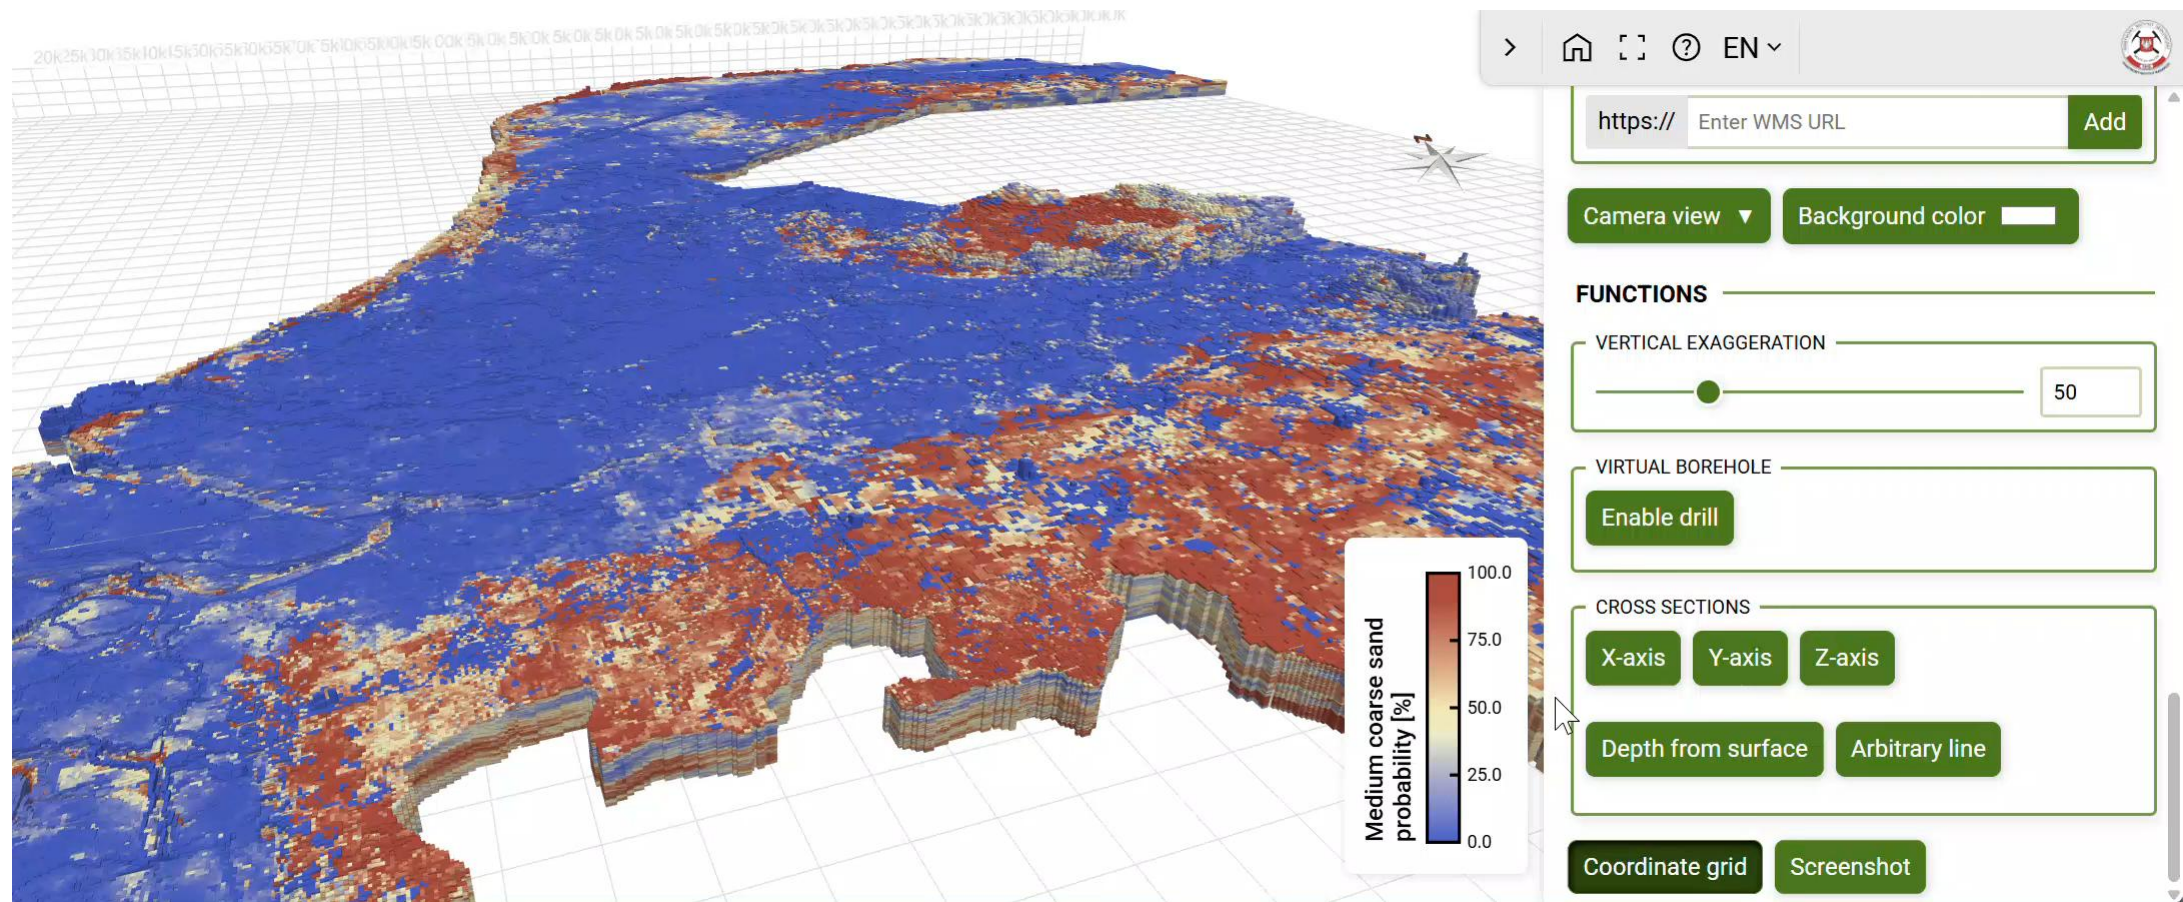 EN
https://
Enter WMS URL
Add
Camera view ▼
Background color
FUNCTIONS
VERTICAL EXAGGERATION
50
VIRTUAL BOREHOLE
Enable drill
CROSS SECTIONS
X-axis
Y-axis
Z-axis
Depth from surface
Arbitrary line
Coordinate grid
Screenshot
Medium coarse sand
probability [%]
100.0
75.0
50.0
25.0
0.0